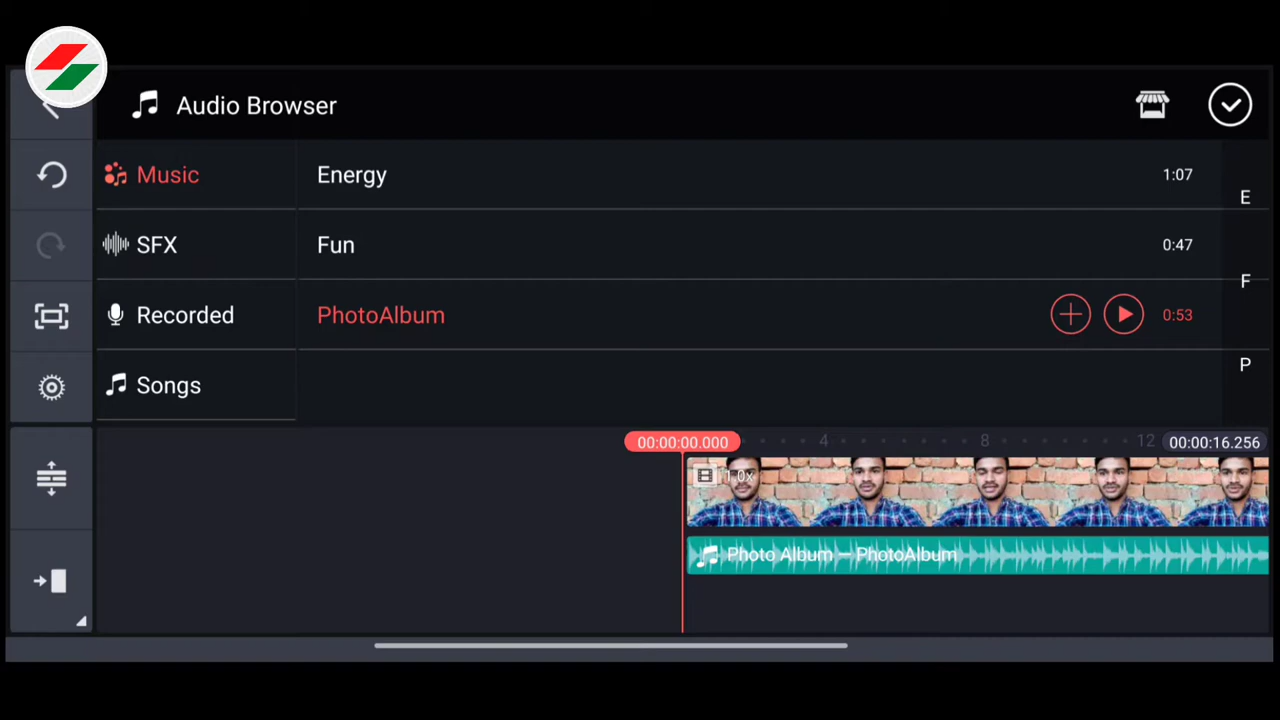 Audio Browser
Music
Energy
1:07
E
SFX
Fun
0:47
F
Recorded
PhotoAlbum
0:53
P
Songs
00:00:00.000
4
8
12
00:00:16.256
1.0x
Photo Album – PhotoAlbum